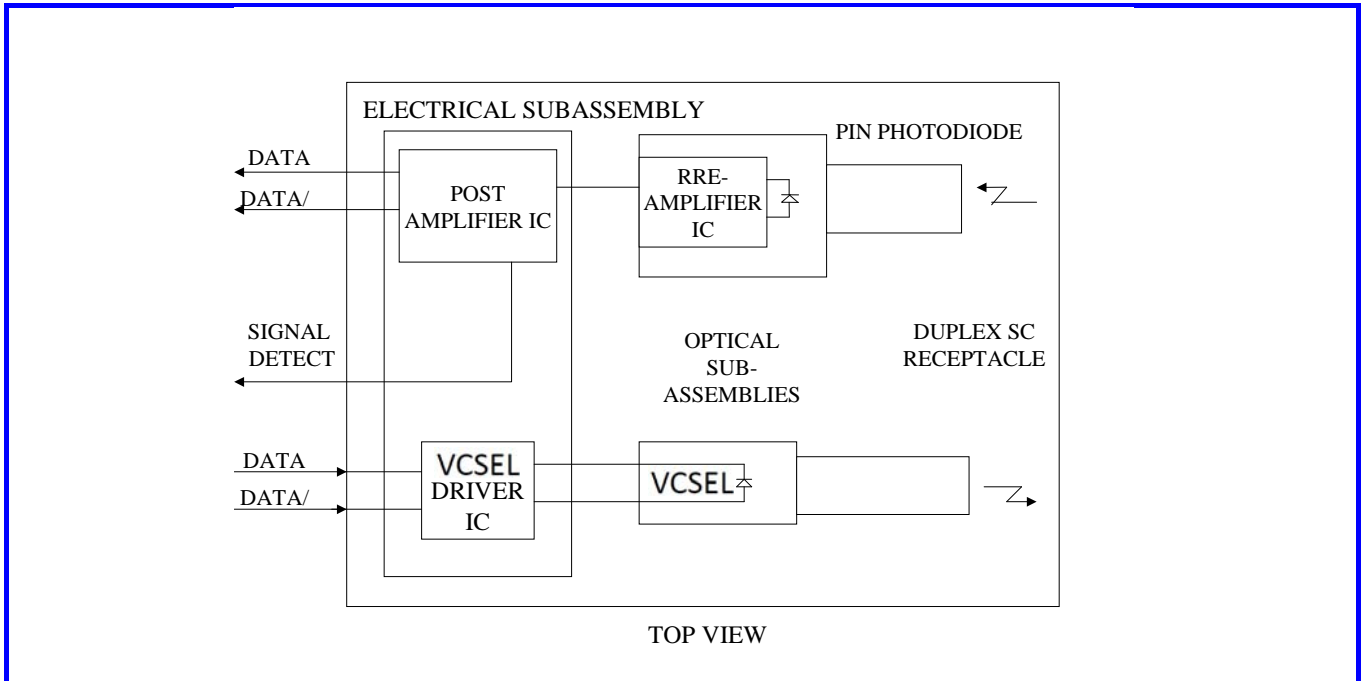 ELECTRICAL SUBASSEMBLY
PIN PHOTODIODE
DATA
DATA/
POST
AMPLIFIER IC
RRE-
AMPLIFIER
IC
SIGNAL
DETECT
OPTICAL
SUB-
ASSEMBLIES
DUPLEX SC
RECEPTACLE
DATA
DATA/
VCSEL
DRIVER
IC
VCSEL
TOP VIEW